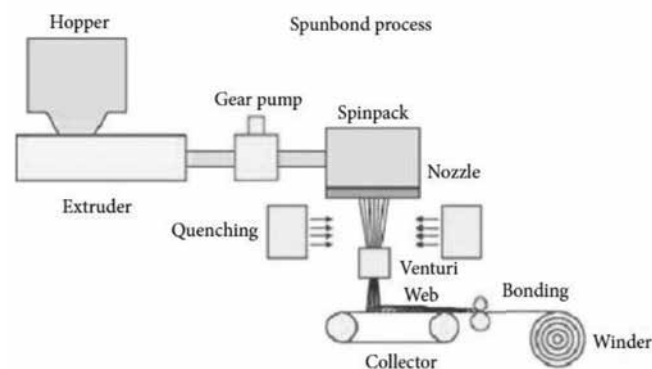 Hopper
Spunbond process
Gear pump
Spinpack
Nozzle
Extruder
Quenching
Venturi
Web
Bonding
Collector
Winder